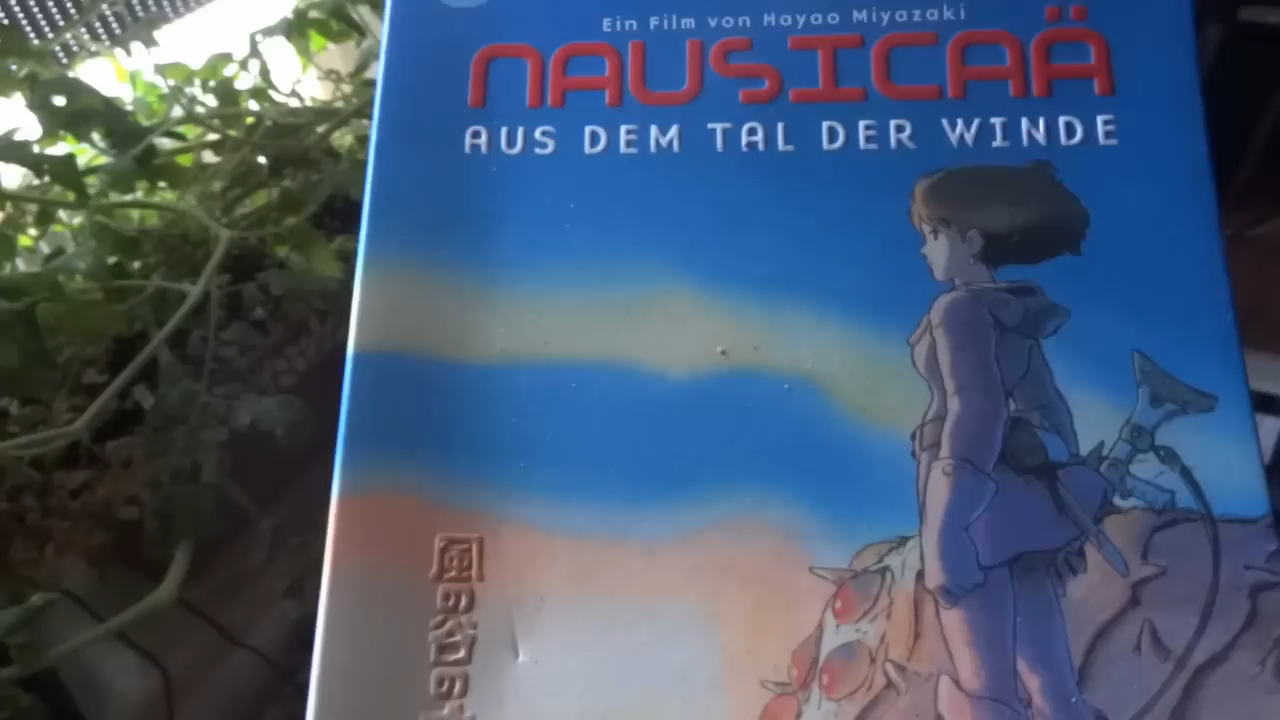 Ein Film von Hayao Miyazaki
NAUSICAÄ
AUS DEM TAL DER WINDE
風の谷の